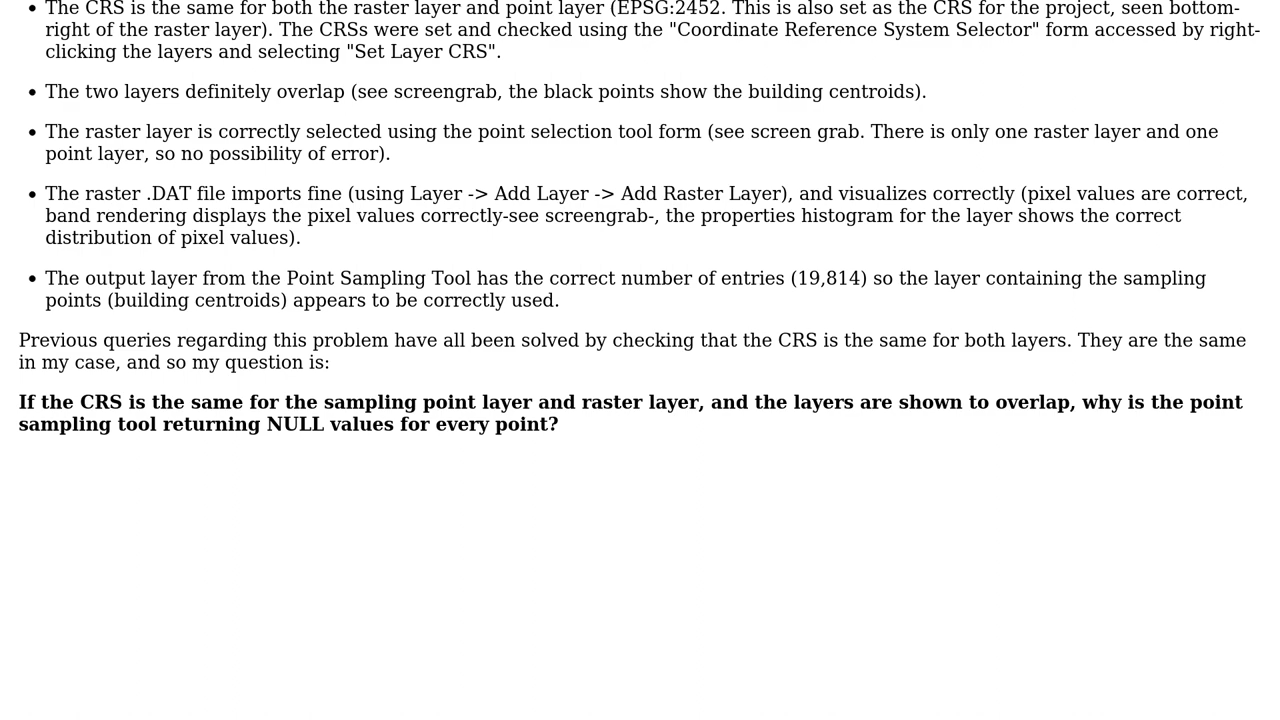 The CRS is the same for both the raster layer and point layer (EPSG:2452. This is also set as the CRS for the project, seen bottom-
right of the raster layer). The CRSs were set and checked using the "Coordinate Reference System Selector" form accessed by right-
clicking the layers and selecting "Set Layer CRS".
The two layers definitely overlap (see screengrab, the black points show the building centroids).
The raster layer is correctly selected using the point selection tool form (see screen grab. There is only one raster layer and one
point layer, so no possibility of error).
The raster .DAT file imports fine (using Layer -> Add Layer -> Add Raster Layer), and visualizes correctly (pixel values are correct,
band rendering displays the pixel values correctly-see screengrab-, the properties histogram for the layer shows the correct
distribution of pixel values).
The output layer from the Point Sampling Tool has the correct number of entries (19,814) so the layer containing the sampling
points (building centroids) appears to be correctly used.
Previous queries regarding this problem have all been solved by checking that the CRS is the same for both layers. They are the same
in my case, and so my question is:
If the CRS is the same for the sampling point layer and raster layer, and the layers are shown to overlap, why is the point
sampling tool returning NULL values for every point?